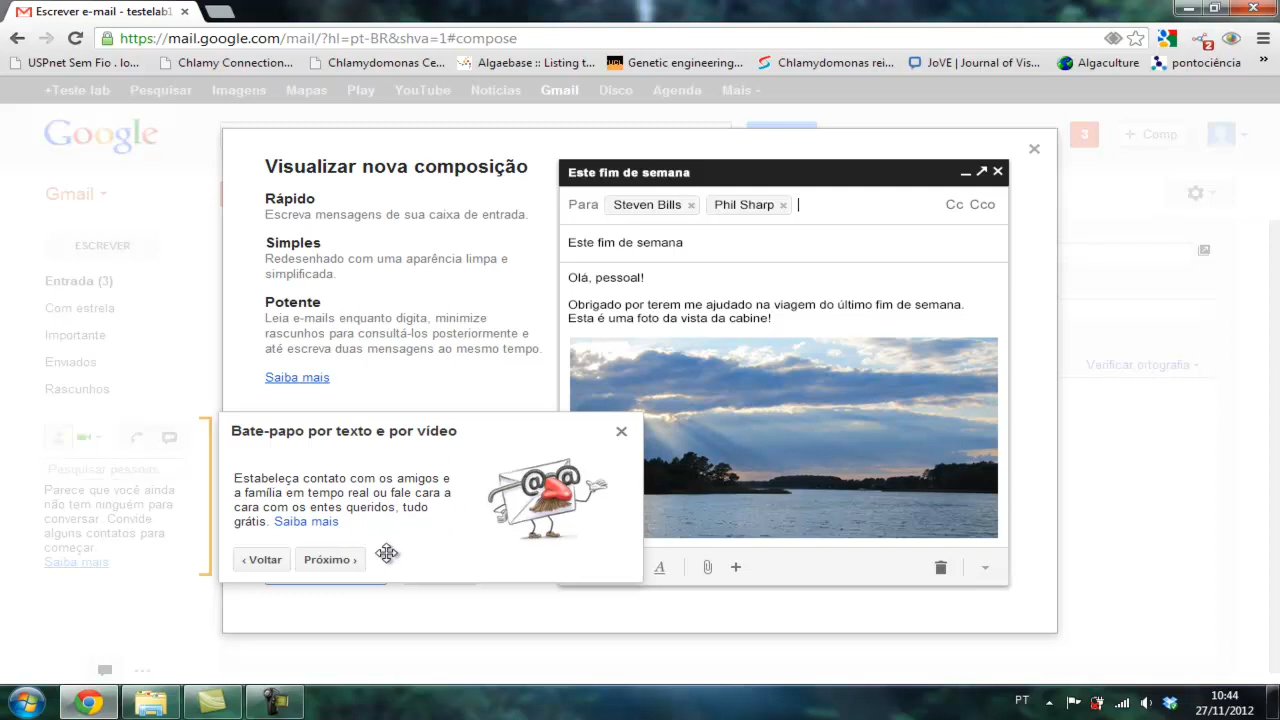 Escrever e-mail - testelab1
https://mail.google.com/mail/?hl=pt-BR&shva=1#compose
USPnet Sem Fio . lo... Chlamy Connection... Chlamydomonas Ce... Algaebase :: Listing t... Genetic engineering... Chlamydomonas rei... JoVE | Journal of Vis... Algaculture pontociência »
+Teste lab Pesquisar Imagens Mapas Play YouTube Notícias Gmail Disco Agenda Mais
Google
3
+ Comp
Gmail
ESCREVER
Entrada (3)
Com estrela
Importante
Enviados
Rascunhos
Pesquisar pessoas
Parece que você ainda
não tem ninguém para
conversar. Convide
alguns contatos para
começar.
Saiba mais
Visualizar nova composição
Rápido
Escreva mensagens de sua caixa de entrada.
Simples
Redesenhado com uma aparência limpa e
simplificada.
Potente
Leia e-mails enquanto digita, minimize
rascunhos para consultá-los posteriormente e
até escreva duas mensagens ao mesmo tempo.
Saiba mais
Este fim de semana
Para Steven Bills Phil Sharp Cc Cco
Este fim de semana
Olá, pessoal!
Obrigado por terem me ajudado na viagem do último fim de semana.
Esta é uma foto da vista da cabine!
A
Verificar ortografia
Bate-papo por texto e por vídeo
Estabeleça contato com os amigos e
a família em tempo real ou fale cara a
cara com os entes queridos, tudo
grátis. Saiba mais
‹ Voltar Próximo ›
PT
10:44
27/11/2012